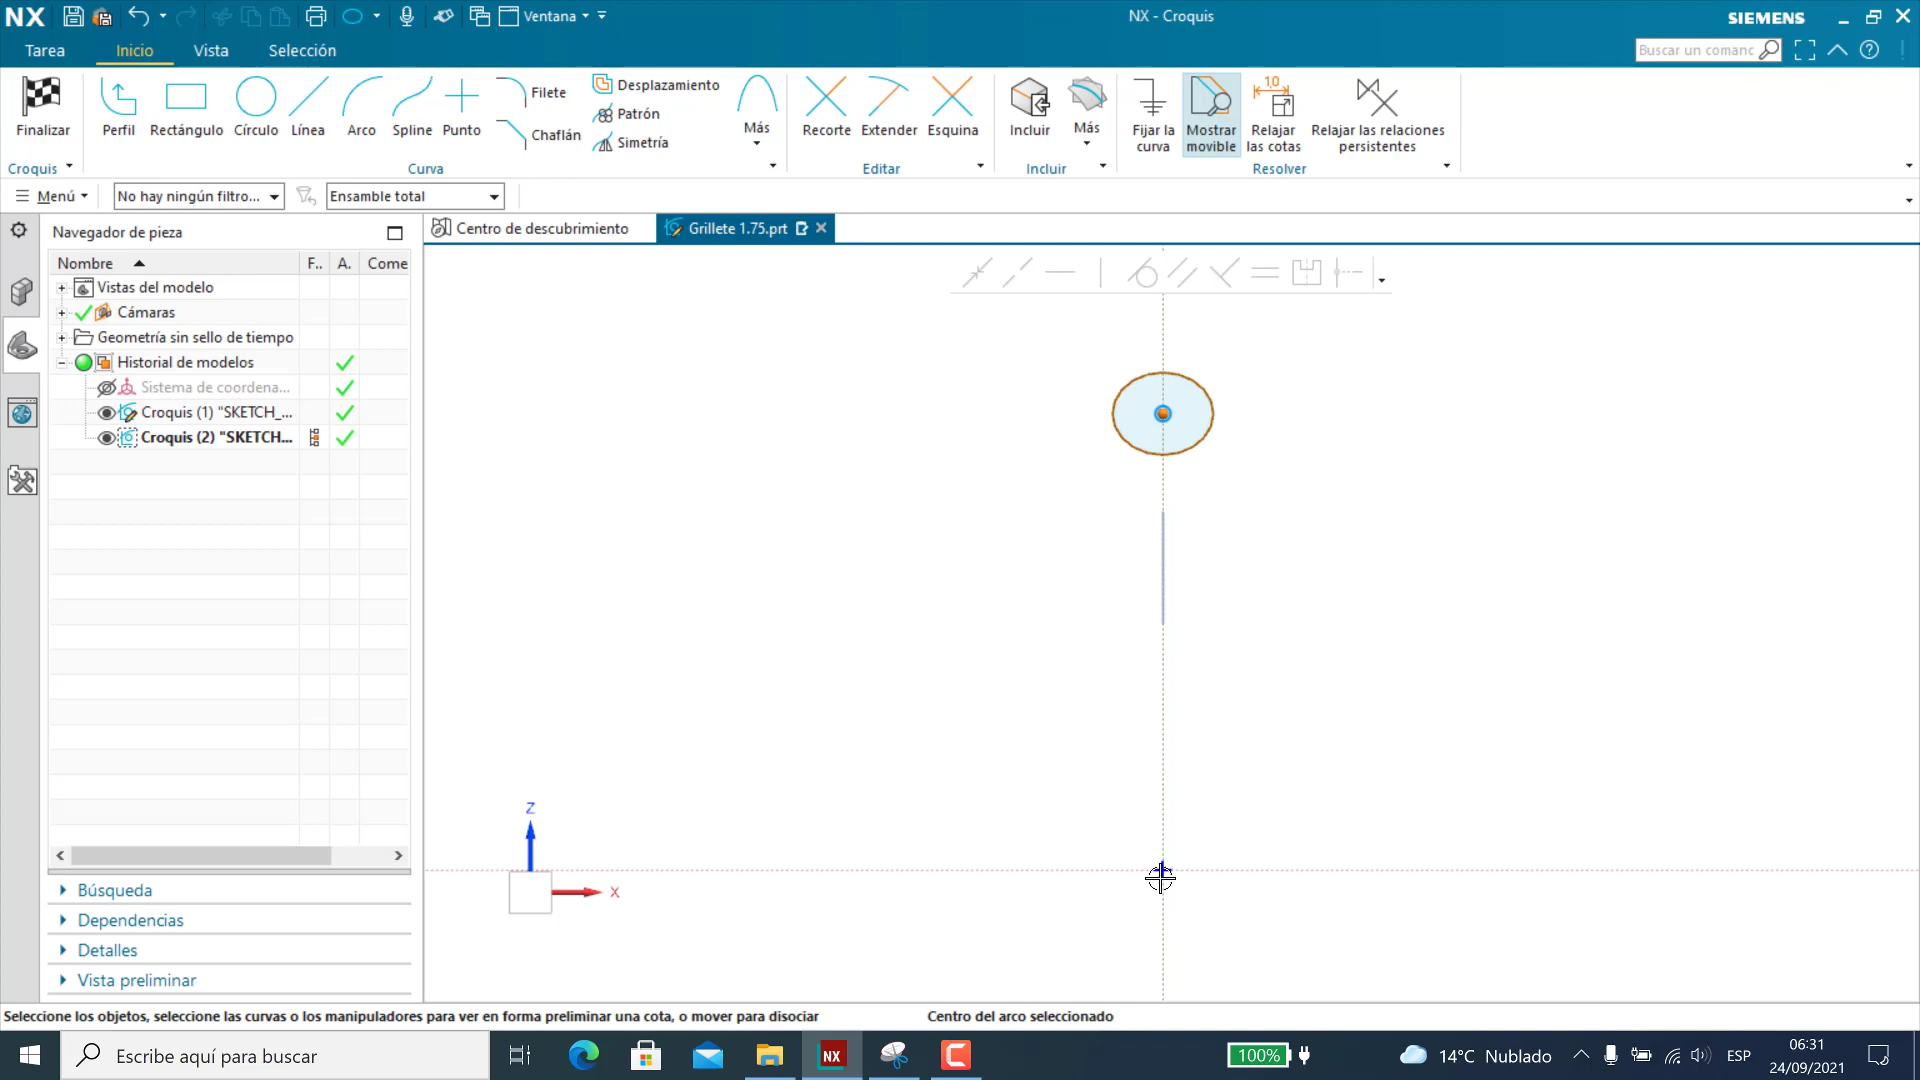 NX
Ventana
NX - Croquis
SIEMENS
Tarea
Inicio
Vista
Selección
Buscar un comanc
Finalizar
Perfil
Rectángulo
Círculo
Línea
Arco
Spline
Punto
Filete
Chaflán
Desplazamiento
Patrón
Simetría
Más
Recorte
Extender
Esquina
Incluir
Más
Fijar la
curva
Mostrar
movible
1,0
Relajar
las cotas
Relajar las relaciones
persistentes
Croquis
Curva
Editar
Incluir
Resolver
Menú
No hay ningún filtro...
Ensamble total
Navegador de pieza
Centro de descubrimiento
Grillete 1.75.prt
Nombre
F..
A.
Come
Vistas del modelo
Cámaras
Geometría sin sello de tiempo
Historial de modelos
Sistema de coordena...
Croquis (1) "SKETCH_...
Croquis (2) "SKETCH...
Z
X
Búsqueda
Dependencias
Detalles
Vista preliminar
Seleccione los objetos, seleccione las curvas o los manipuladores para ver en forma preliminar una cota, o mover para disociar
Centro del arco seleccionado
Escribe aquí para buscar
NX
100%
14°C Nublado
ESP
06:31
24/09/2021